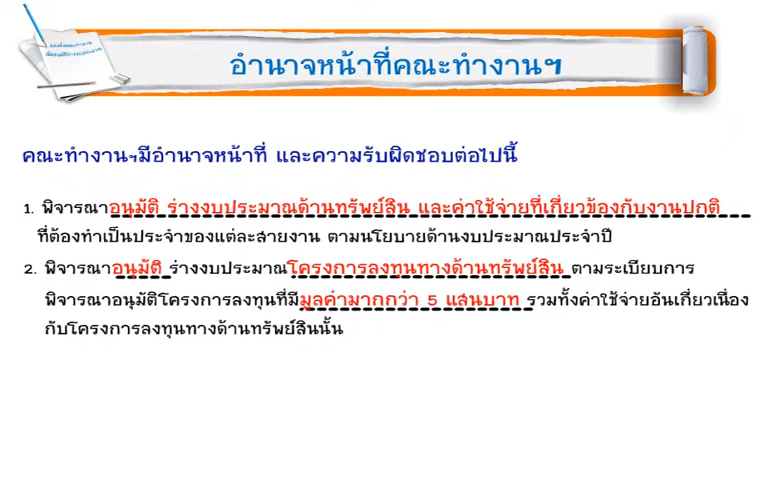 อำนาจหน้าที่คณะทำงานฯ
คณะทำงานฯมีอำนาจหน้าที่ และความรับผิดชอบต่อไปนี้
1. พิจารณาอนุมัติ ร่างงบประมาณด้านทรัพย์สิน และค่าใช้จ่ายที่เกี่ยวข้องกับงานปกติ
ที่ต้องทำเป็นประจำของแต่ละสายงาน ตามนโยบายด้านงบประมาณประจำปี
2. พิจารณาอนุมัติ ร่างงบประมาณโครงการลงทุนทางด้านทรัพย์สิน ตามระเบียบการ
พิจารณาอนุมัติโครงการลงทุนที่มีมูลค่ามากกว่า 5 แสนบาท รวมทั้งค่าใช้จ่ายอันเกี่ยวเนื่อง
กับโครงการลงทุนทางด้านทรัพย์สินนั้น